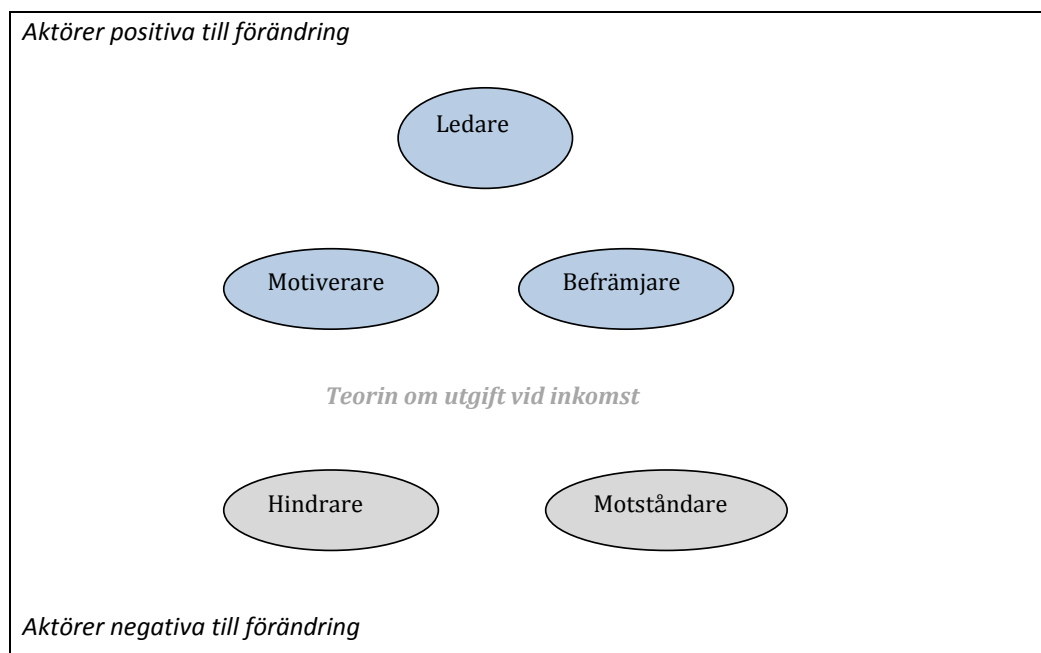 Aktörer positiva till förändring
Ledare
Motiverare
Befrämjare
Teorin om utgift vid inkomst
Hindrare
Motståndare
Aktörer negativa till förändring